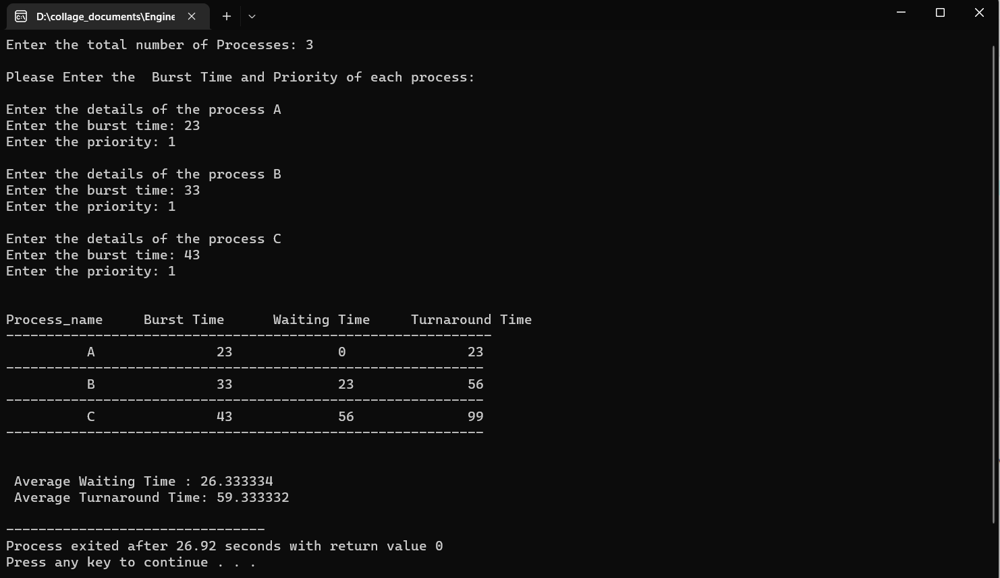 D:\collage_documents\Engine
Enter the total number of Processes: 3
Please Enter the  Burst Time and Priority of each process:
Enter the details of the process A
Enter the burst time: 23
Enter the priority: 1
Enter the details of the process B
Enter the burst time: 33
Enter the priority: 1
Enter the details of the process C
Enter the burst time: 43
Enter the priority: 1
Process_name     Burst Time      Waiting Time     Turnaround Time
------------------------------------------------------------
A               23             0               23
-----------------------------------------------------------
B               33             23              56
-----------------------------------------------------------
C               43             56              99
-----------------------------------------------------------
Average Waiting Time : 26.333334
Average Turnaround Time: 59.333332
--------------------------------
Process exited after 26.92 seconds with return value 0
Press any key to continue . . .